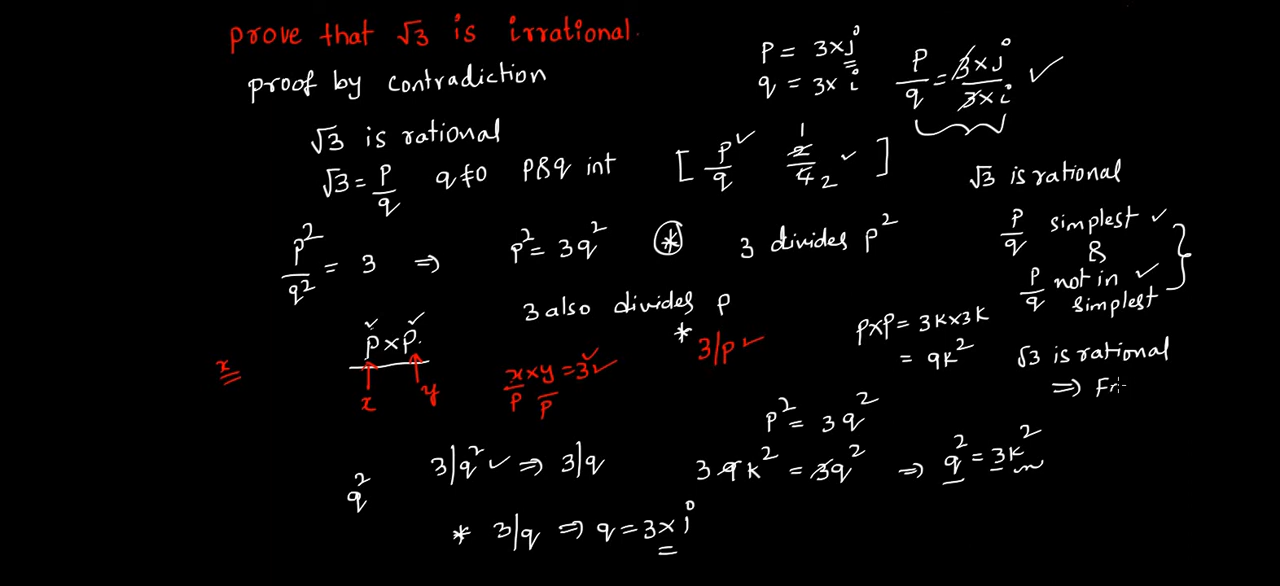 prove that √3 is irrational.
proof by contradiction
P = 3×j
q = 3× i
P/q = 3×j/3×i ✓
√3 is rational
√3 = P/q q≠0 P&q int [ P/q ✓ 2/4 1 2 ✓ ]
√3 is rational
P/q simplest ✓
&
P/q not in ✓
simplest
P²/q² = 3 ⇒ P² = 3q² * 3 divides P²
3 also divides P
* 3/p ✓
P×P = 3K×3K
= 9K²
√3 is rational
⇒ F
x
P×P.
x y
x×y = 3 ✓
P P
P² = 3q²
3 9K² = 3q² ⇒ q² = 3K²
q² 3/q² ✓ ⇒ 3/q
* 3/q ⇒ q = 3×j